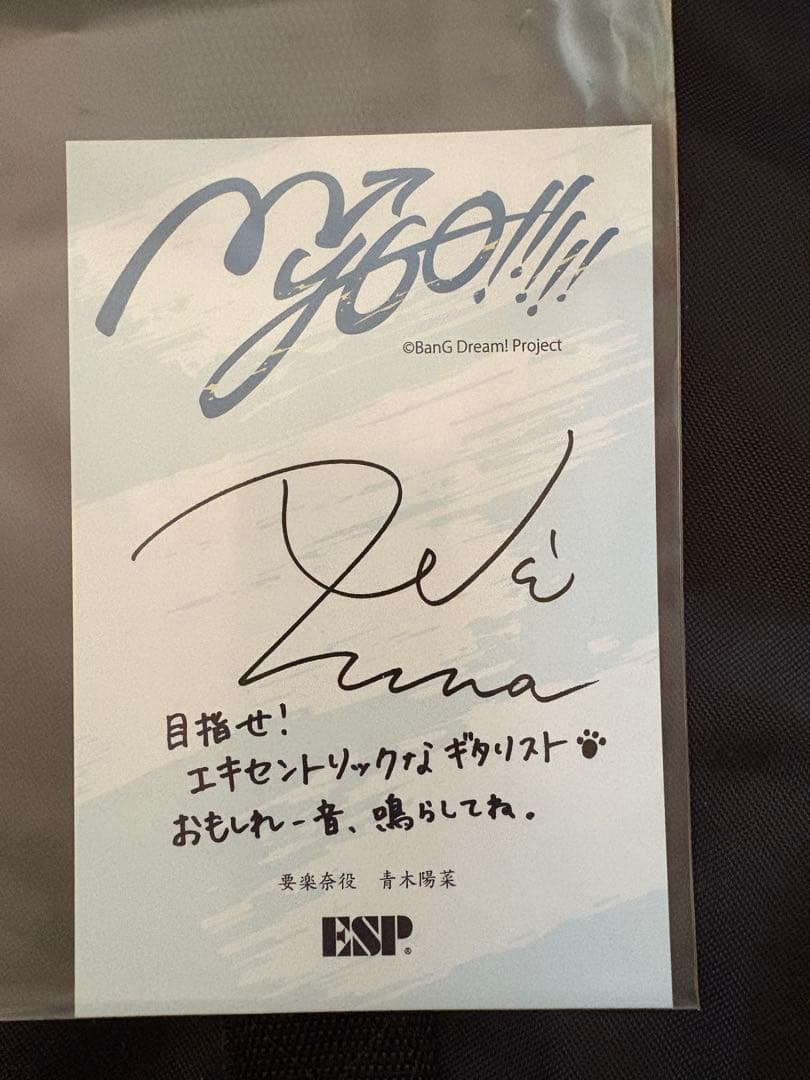 MyGO!!!!!
©BanG Dream! Project
目指せ!
エキセントリックな ギタリスト
おもしれー音、鳴らしてね。
要楽奈役 青木陽菜
ESP®